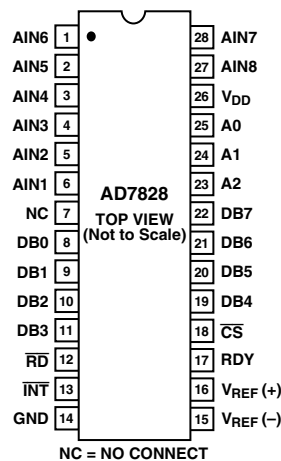 AIN6 1 28 AIN7
AIN5 2 27 AIN8
AIN4 3 26 VDD
AIN3 4 25 A0
AIN2 5 24 A1
AIN1 6 23 A2
NC 7 22 DB7
DB0 8 21 DB6
DB1 9 20 DB5
DB2 10 19 DB4
DB3 11 18 C̅S̅
R̅D̅ 12 17 RDY
I̅N̅T̅ 13 16 VREF (+)
GND 14 15 VREF (–)
AD7828
TOP VIEW
(Not to Scale)
NC = NO CONNECT